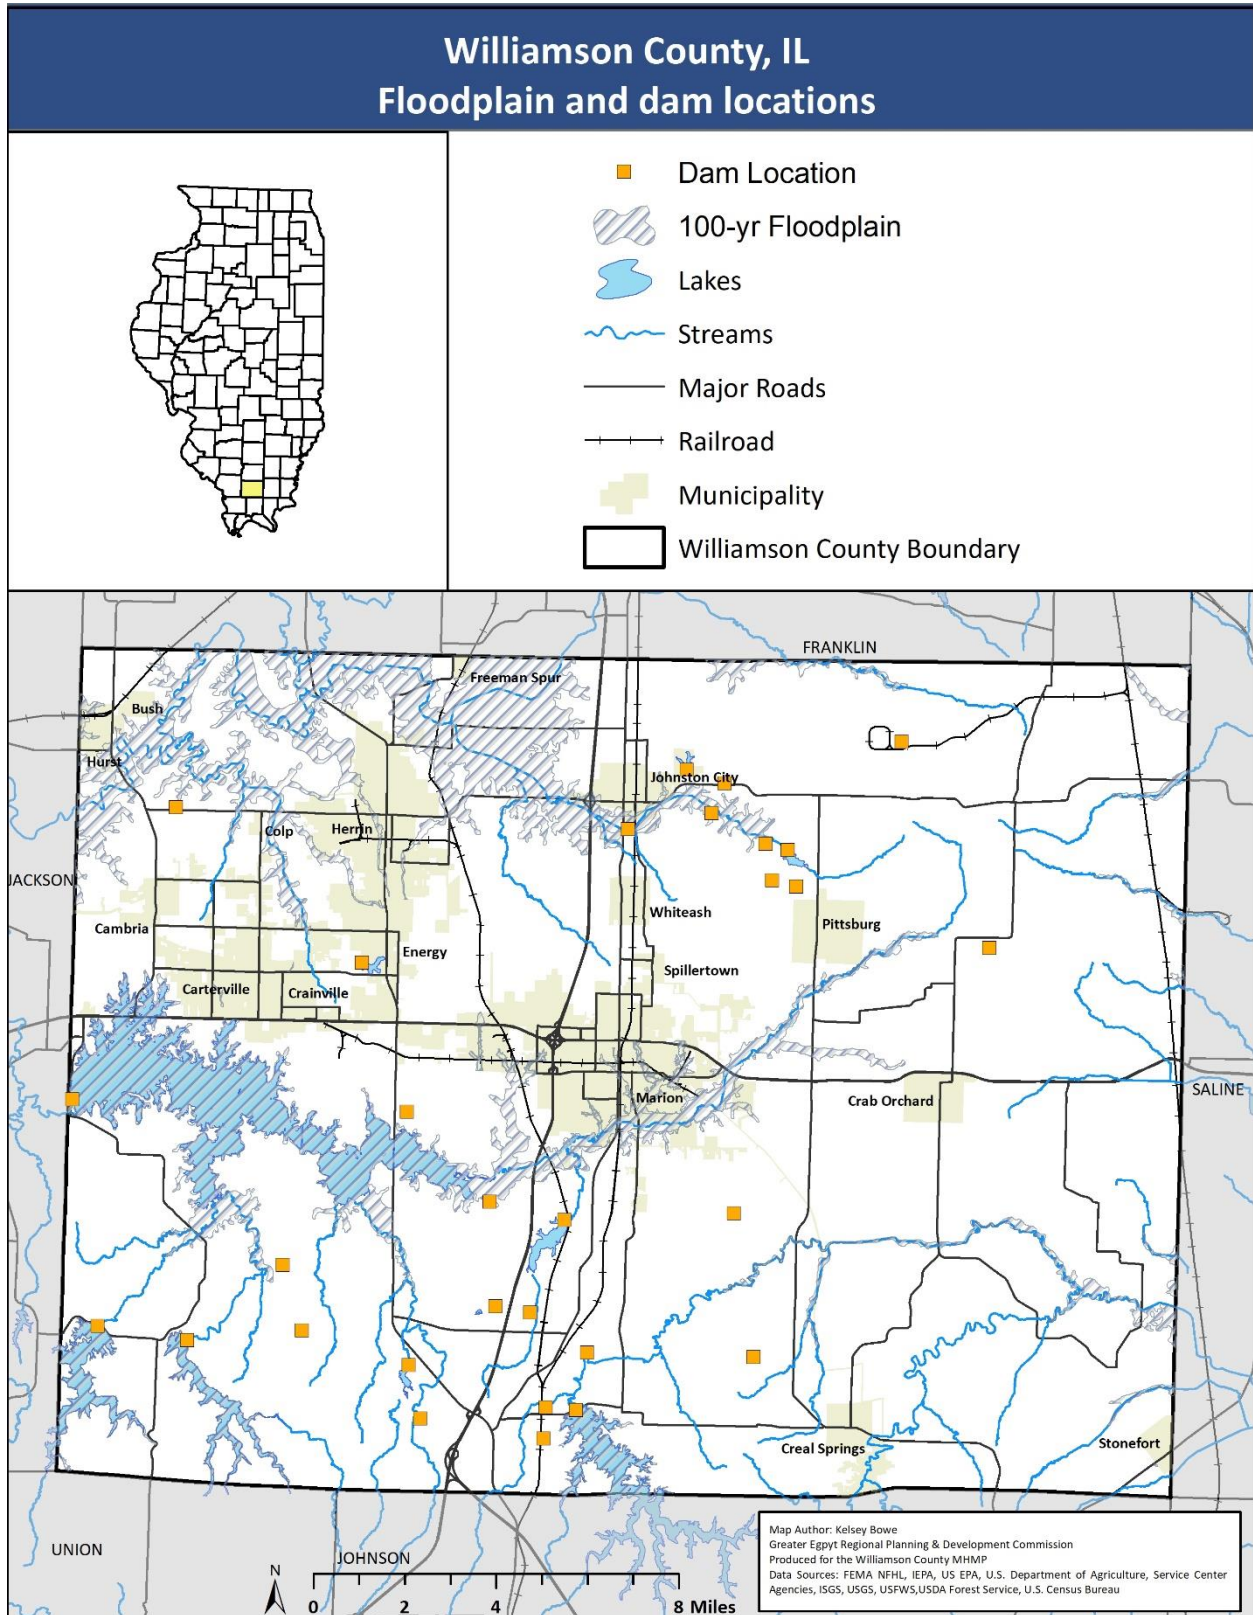 Williamson County, IL
Floodplain and dam locations
Dam Location
100-yr Floodplain
Lakes
Streams
Major Roads
Railroad
Municipality
Williamson County Boundary
FRANKLIN
Freeman Spur
Bush
Hurst
Johnston City
Colp
Herrin
JACKSON
Whiteash
Pittsburg
Cambria
Energy
Spillertown
Carterville
Crainville
SALINE
Marion
Crab Orchard
Creal Springs
Stonefort
UNION
JOHNSON
N
0 2 4 8 Miles
Map Author: Kelsey Bowe
Greater Egpyt Regional Planning & Development Commission
Produced for the Williamson County MHMP
Data Sources: FEMA NFHL, IEPA, US EPA, U.S. Department of Agriculture, Service Center
Agencies, ISGS, USGS, USFWS,USDA Forest Service, U.S. Census Bureau